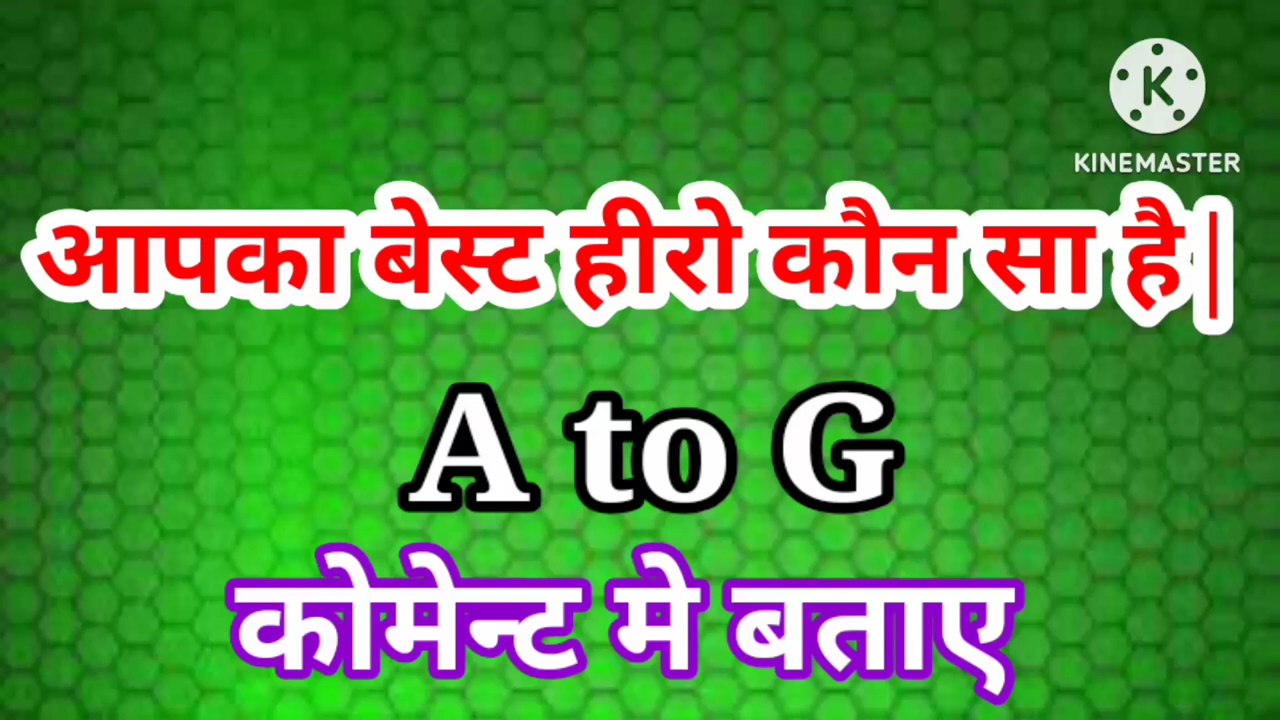 K
KINEMASTER
आपका बेस्ट हीरो कौन सा है|
A to G
कोमेन्ट मे बताए